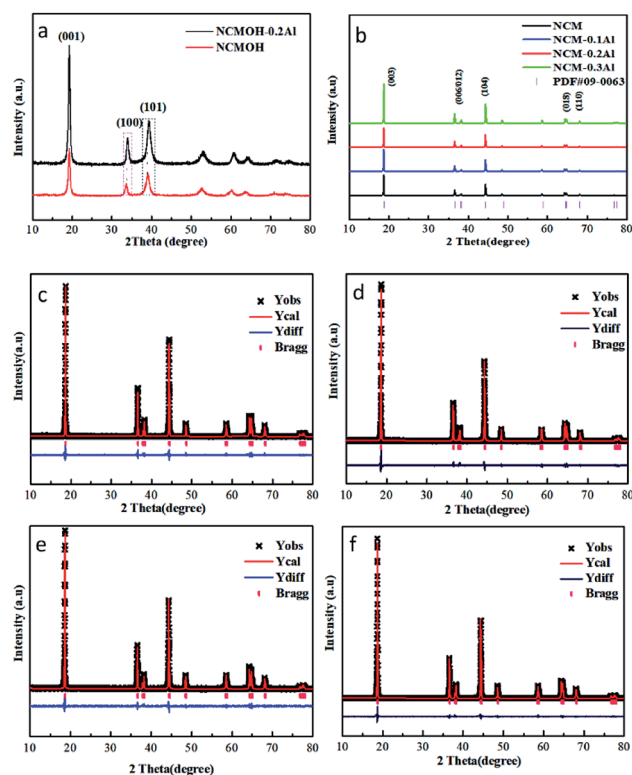 a
NCMOH-0.2Al
NCMOH
(001)
(100)
(101)
Intensity (a.u.)
10 20 30 40 50 60 70 80
2Theta (degree)
b
NCM
NCM-0.1Al
NCM-0.2Al
NCM-0.3Al
PDF#09-0063
(003)
(006/012)
(104)
(018)
(110)
Intensity (a.u.)
10 20 30 40 50 60 70 80
2 Theta(degree)
c
Yobs
Ycal
Ydiff
Bragg
Intensiy(a.u)
10 20 30 40 50 60 70 80
2 Theta(degree)
d
Yobs
Ycal
Ydiff
Bragg
Intensity (a.u)
10 20 30 40 50 60 70 80
2 Theta(degree)
e
Yobs
Ycal
Ydiff
Bragg
Intensity (a.u)
10 20 30 40 50 60 70 80
2 Theta(degree)
f
Yobs
Ycal
Ydiff
Bragg
Intensity (a.u)
10 20 30 40 50 60 70 80
2 Theta(degree)